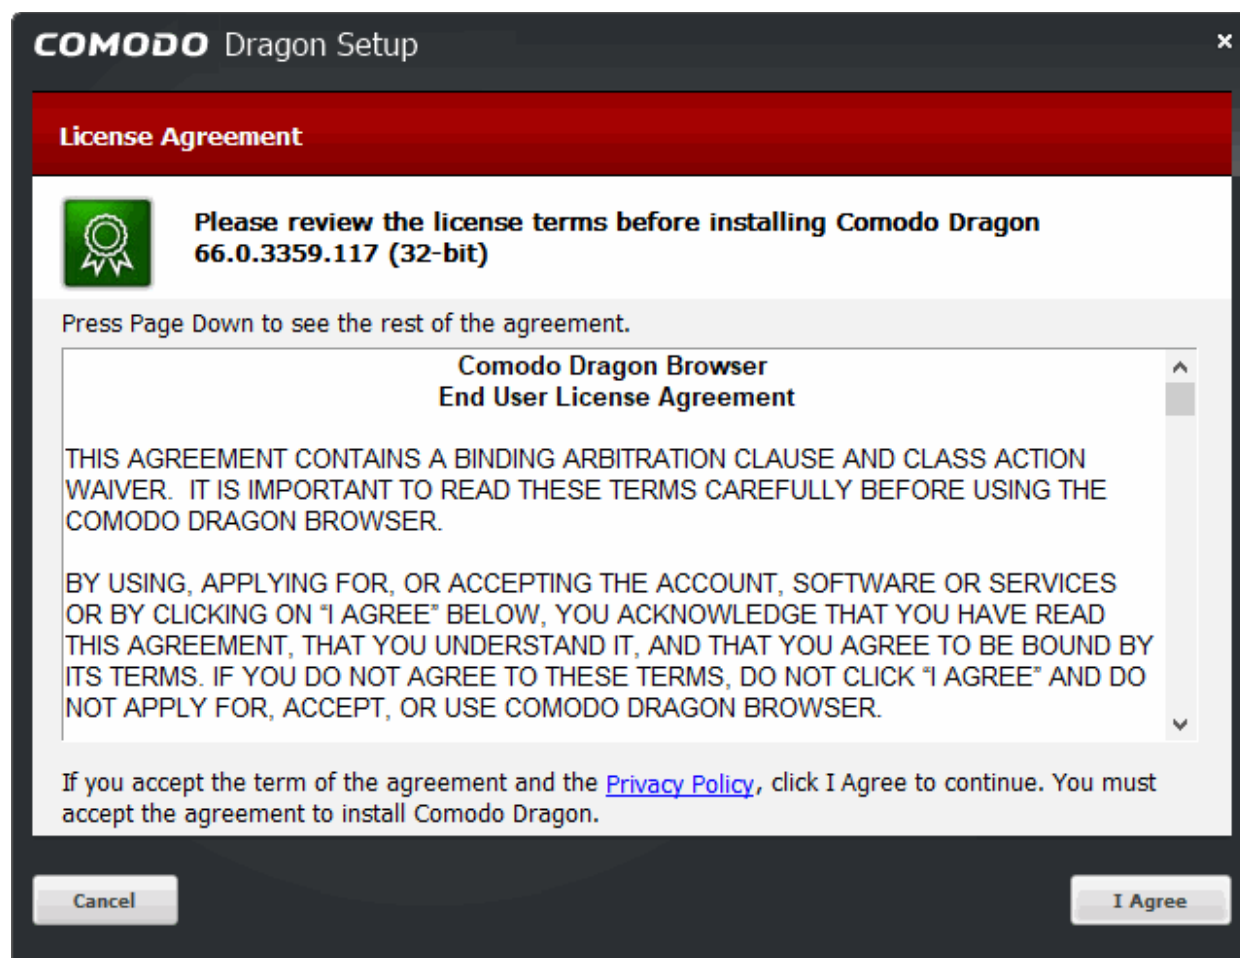 COMODO Dragon Setup
License Agreement
Please review the license terms before installing Comodo Dragon
66.0.3359.117 (32-bit)
Press Page Down to see the rest of the agreement.
Comodo Dragon Browser
End User License Agreement
THIS AGREEMENT CONTAINS A BINDING ARBITRATION CLAUSE AND CLASS ACTION
WAIVER.  IT IS IMPORTANT TO READ THESE TERMS CAREFULLY BEFORE USING THE
COMODO DRAGON BROWSER.
BY USING, APPLYING FOR, OR ACCEPTING THE ACCOUNT, SOFTWARE OR SERVICES
OR BY CLICKING ON “I AGREE” BELOW, YOU ACKNOWLEDGE THAT YOU HAVE READ
THIS AGREEMENT, THAT YOU UNDERSTAND IT, AND THAT YOU AGREE TO BE BOUND BY
ITS TERMS. IF YOU DO NOT AGREE TO THESE TERMS, DO NOT CLICK “I AGREE” AND DO
NOT APPLY FOR, ACCEPT, OR USE COMODO DRAGON BROWSER.
If you accept the term of the agreement and the Privacy Policy, click I Agree to continue. You must
accept the agreement to install Comodo Dragon.
Cancel
I Agree